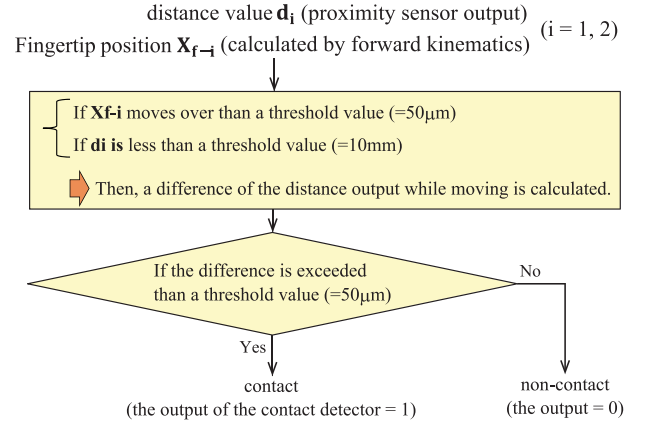 distance value di (proximity sensor output)
Fingertip position Xf-i (calculated by forward kinematics)
(i = 1, 2)
If Xf-i moves over than a threshold value (=50μm)
If di is less than a threshold value (=10mm)
Then, a difference of the distance output while moving is calculated.
If the difference is exceeded
than a threshold value (=50μm)
No
Yes
contact
(the output of the contact detector = 1)
non-contact
(the output = 0)